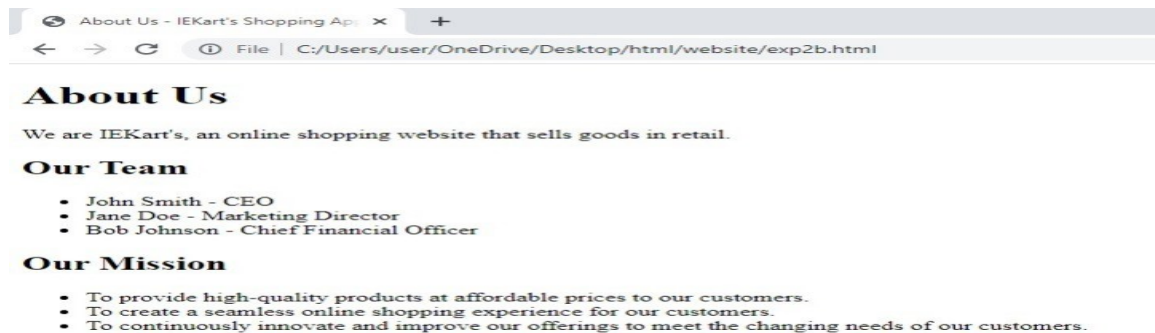 About Us - IEKart's Shopping Ap
File | C:/Users/user/OneDrive/Desktop/html/website/exp2b.html
About Us
We are IEKart's, an online shopping website that sells goods in retail.
Our Team
• John Smith - CEO
• Jane Doe - Marketing Director
• Bob Johnson - Chief Financial Officer
Our Mission
• To provide high-quality products at affordable prices to our customers.
• To create a seamless online shopping experience for our customers.
• To continuously innovate and improve our offerings to meet the changing needs of our customers.